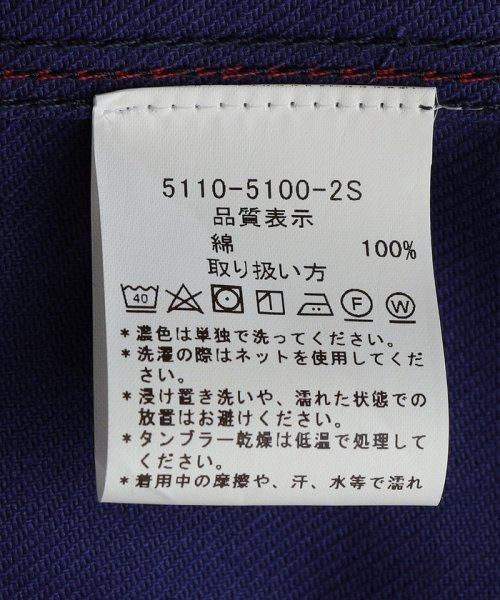 5110-5100-2S
品質表示
綿 100%
取り扱い方
40 F W
*濃色は単独で洗ってください。
*洗濯の際はネットを使用してくだ
さい。
*浸け置き洗いや、濡れた状態での
放置はお避けください。
*タンブラー乾燥は低温で処理して
ください。
*着用中の摩擦や、汗、水等で濡れ